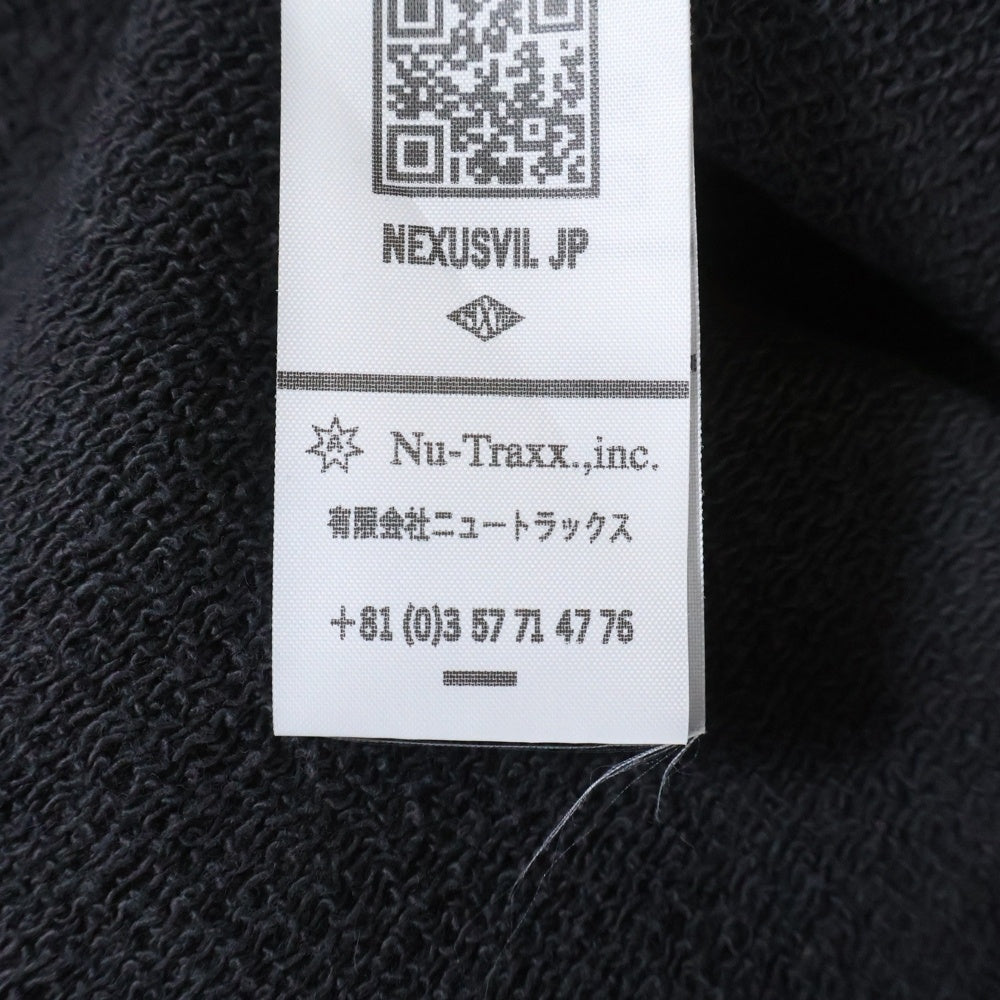 NEXUSVIL JP
A
Nu-Traxx.,inc.
有限会社ニュートラックス
+81 (0)3 57 71 47 76